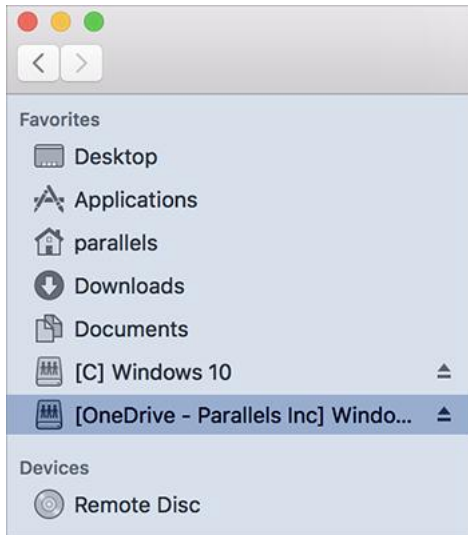 Favorites
Desktop
Applications
parallels
Downloads
Documents
[C] Windows 10
[OneDrive - Parallels Inc] Windo...
Devices
Remote Disc